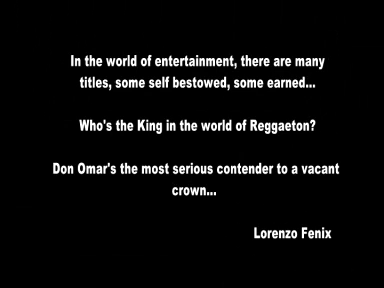 In the world of entertainment, there are many
titles, some self bestowed, some earned...
Who's the King in the world of Reggaeton?
Don Omar's the most serious contender to a vacant
crown...
Lorenzo Fenix